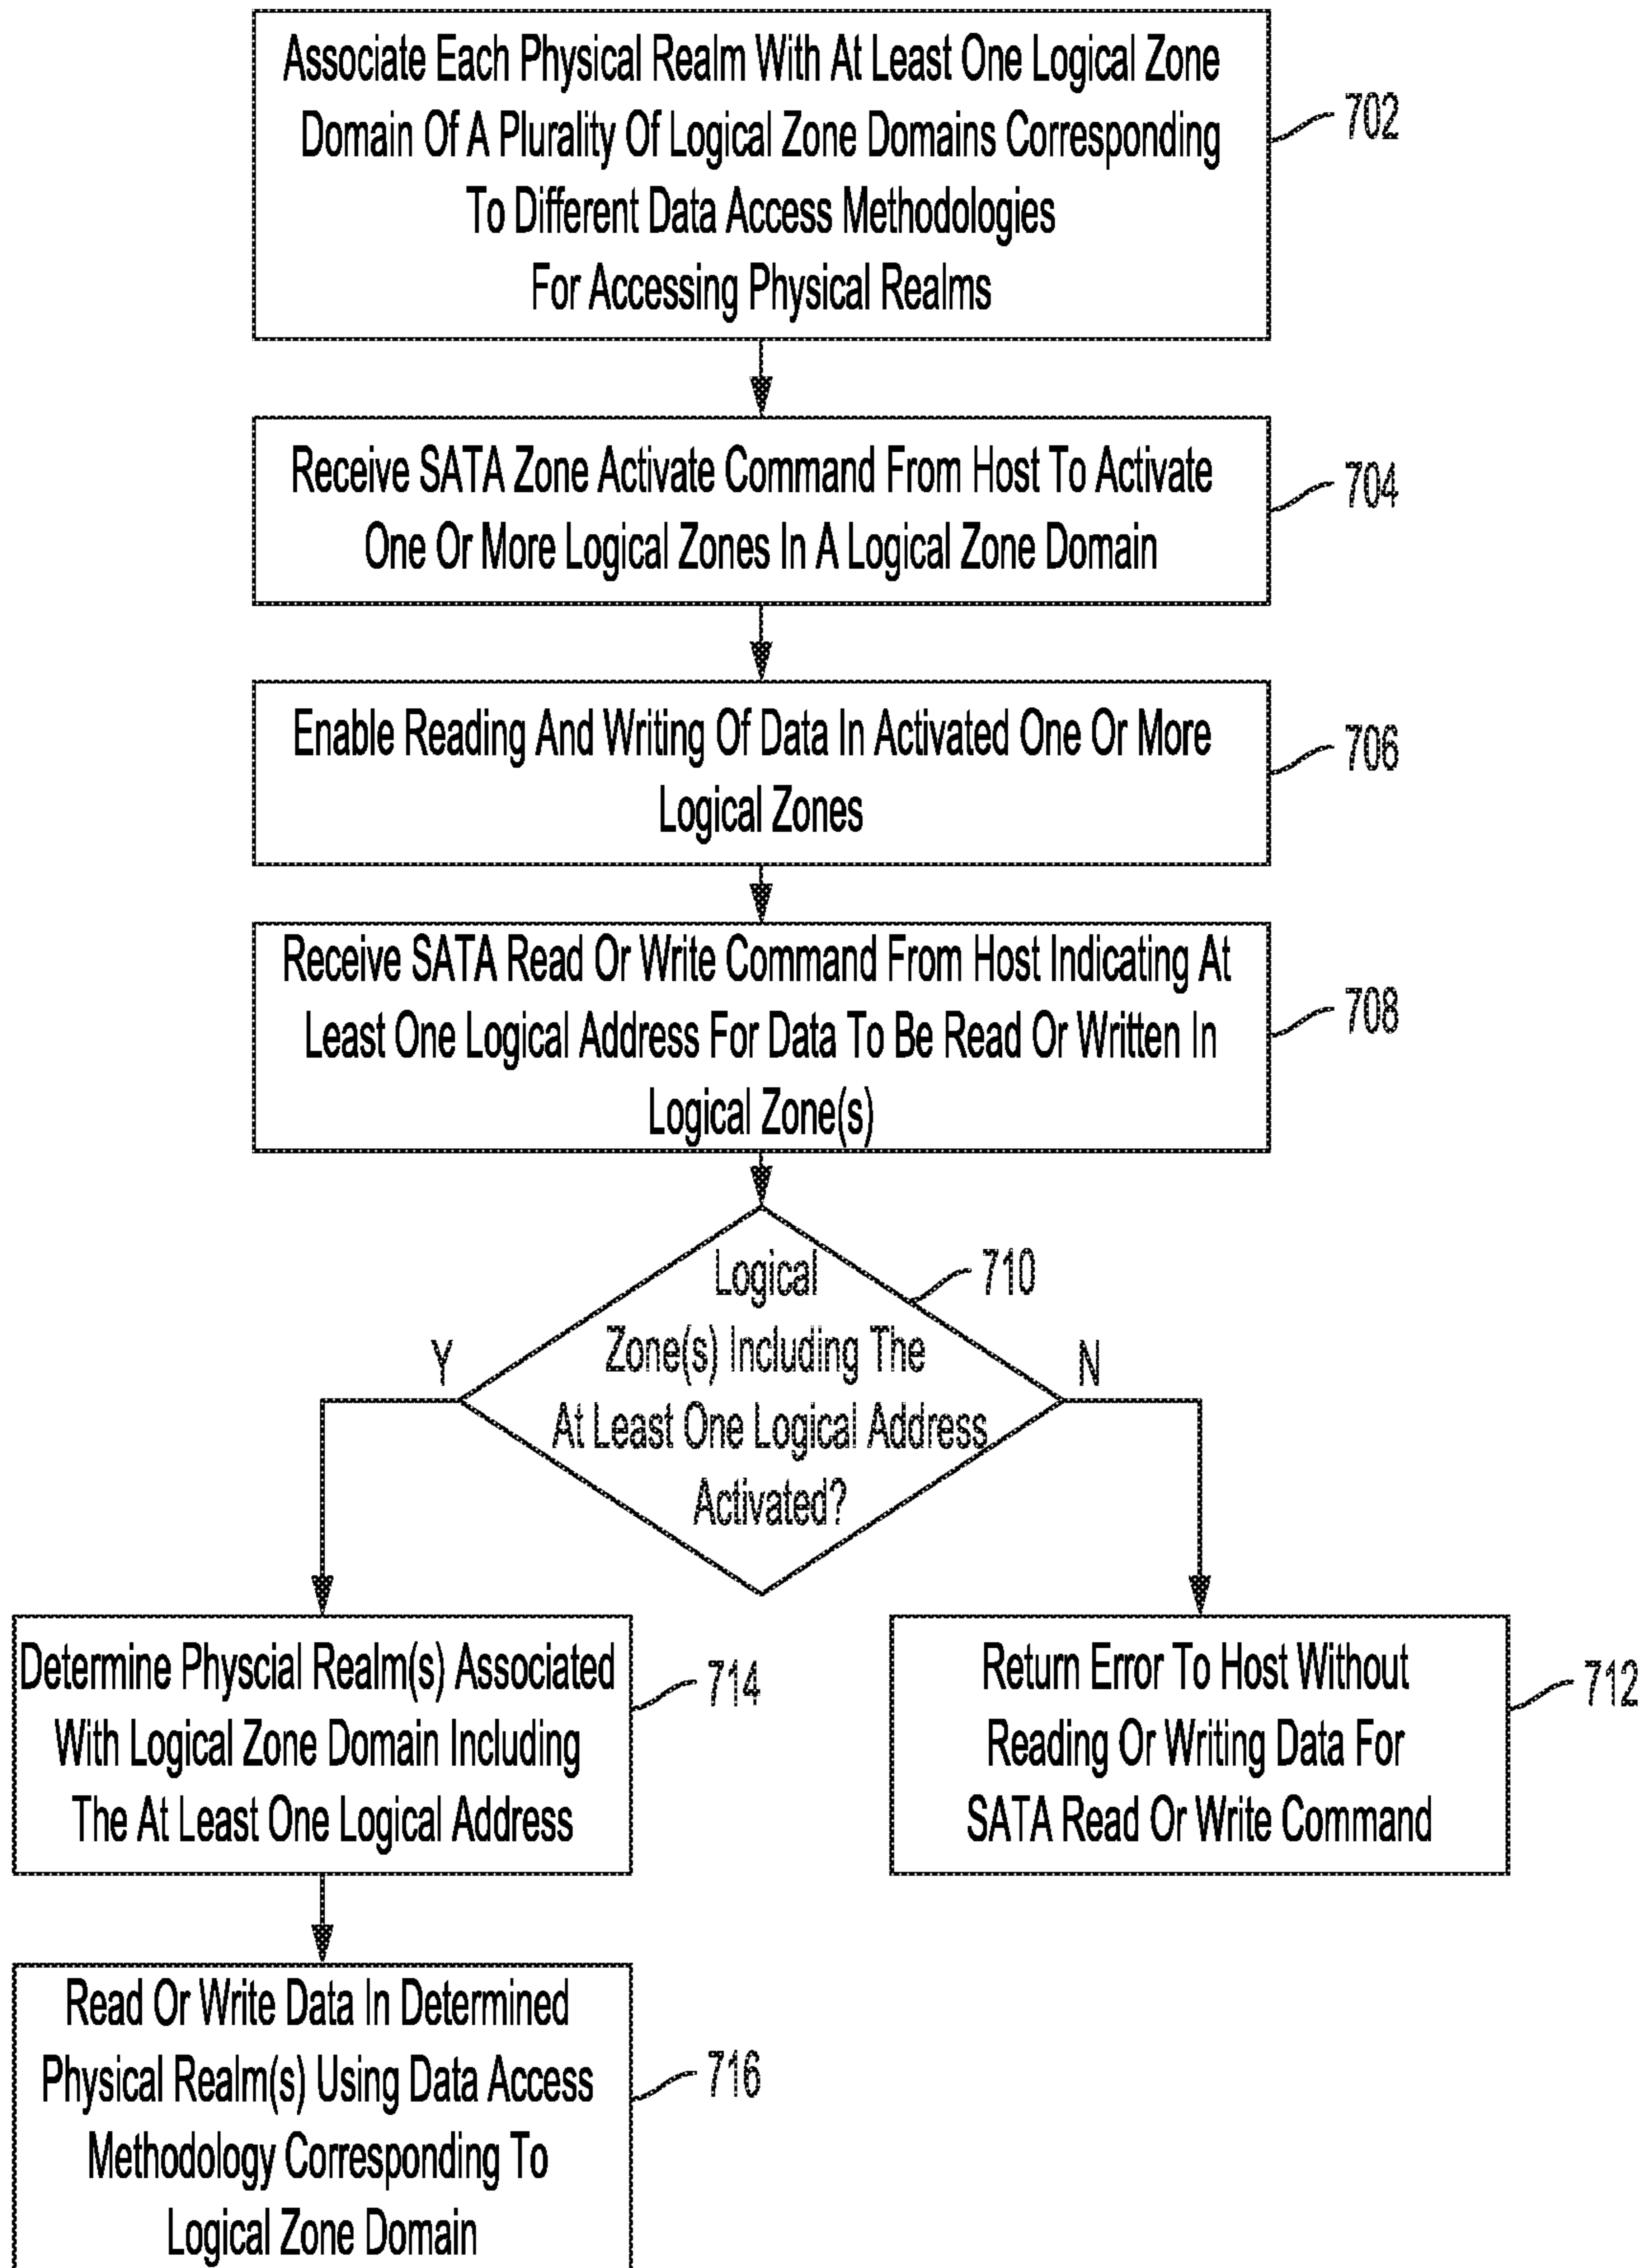 Associate Each Physical Realm With At Least One Logical Zone
Domain Of A Plurality Of Logical Zone Domains Corresponding
To Different Data Access Methodologies
For Accessing Physical Realms
702
Receive SATA Zone Activate Command From Host To Activate
One Or More Logical Zones In A Logical Zone Domain
704
Enable Reading And Writing Of Data In Activated One Or More
Logical Zones
706
Receive SATA Read Or Write Command From Host Indicating At
Least One Logical Address For Data To Be Read Or Written In
Logical Zone(s)
708
Logical
Zone(s) Including The
At Least One Logical Address
Activated?
710
Y
N
Determine Physcial Realm(s) Associated
With Logical Zone Domain Including
The At Least One Logical Address
714
Return Error To Host Without
Reading Or Writing Data For
SATA Read Or Write Command
712
Read Or Write Data In Determined
Physical Realm(s) Using Data Access
Methodology Corresponding To
Logical Zone Domain
716